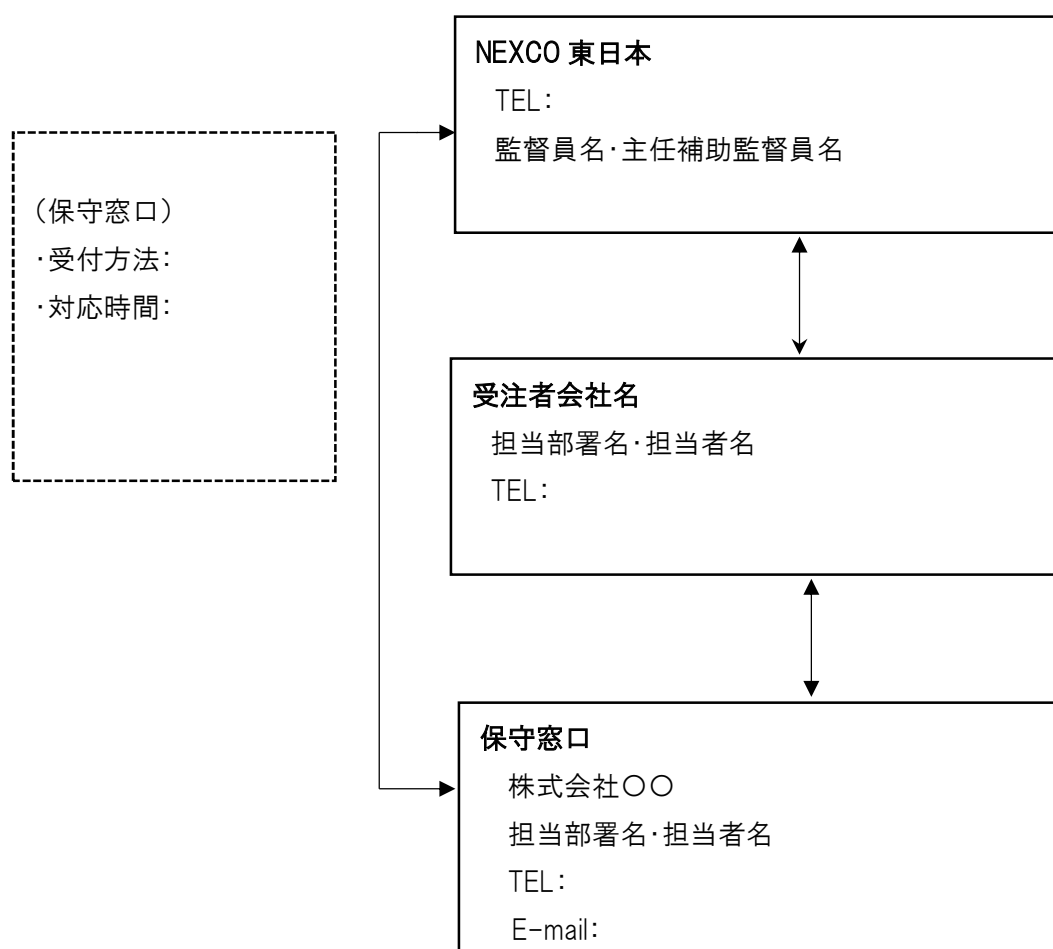 NEXCO 東日本
TEL:
監督員名・主任補助監督員名
（保守窓口）
・受付方法:
・対応時間:
受注者会社名
担当部署名・担当者名
TEL:
保守窓口
株式会社〇〇
担当部署名・担当者名
TEL:
E-mail: